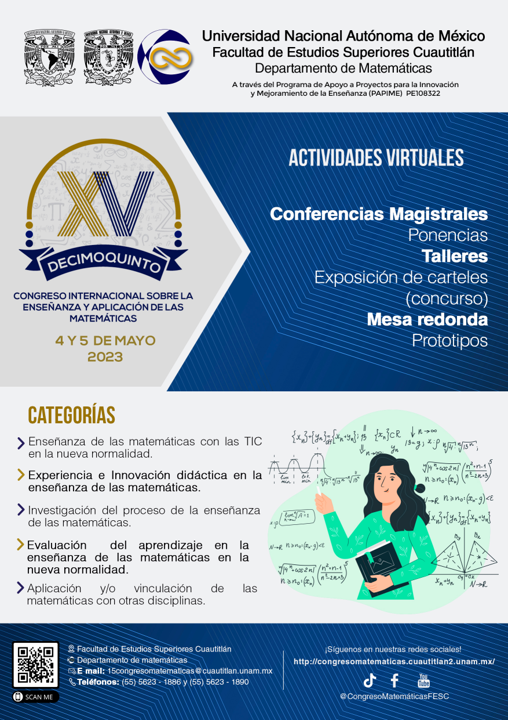 Universidad Nacional Autónoma de México
Facultad de Estudios Superiores Cuautitlán
Departamento de Matemáticas
A través del Programa de Apoyo a Proyectos para la Innovación
y Mejoramiento de la Enseñanza (PAPIME) PE108322
XV
DECIMOQUINTO
CONGRESO INTERNACIONAL SOBRE LA
ENSEÑANZA Y APLICACIÓN DE LAS
MATEMÁTICAS
4 Y 5 DE MAYO
2023
ACTIVIDADES VIRTUALES
Conferencias Magistrales
Ponencias
Talleres
Exposición de carteles
(concurso)
Mesa redonda
Prototipos
CATEGORÍAS
Enseñanza de las matemáticas con las TIC
en la nueva normalidad.
Experiencia e Innovación didáctica en la
enseñanza de las matemáticas.
Investigación del proceso de la enseñanza
de las matemáticas.
Evaluación del aprendizaje en la
enseñanza de las matemáticas en la
nueva normalidad.
Aplicación y/o vinculación de las
matemáticas con otras disciplinas.
SCAN ME
Facultad de Estudios Superiores Cuautitlán
Departamento de matemáticas
E mail: 15congresomatematicas@cuautitlan.unam.mx
Teléfonos: (55) 5623 - 1886 y (55) 5623 - 1890
¡Síguenos en nuestras redes sociales!
http://congresomatematicas.cuautitlan2.unam.mx/
You
Tube
@CongresoMatemáticasFESC